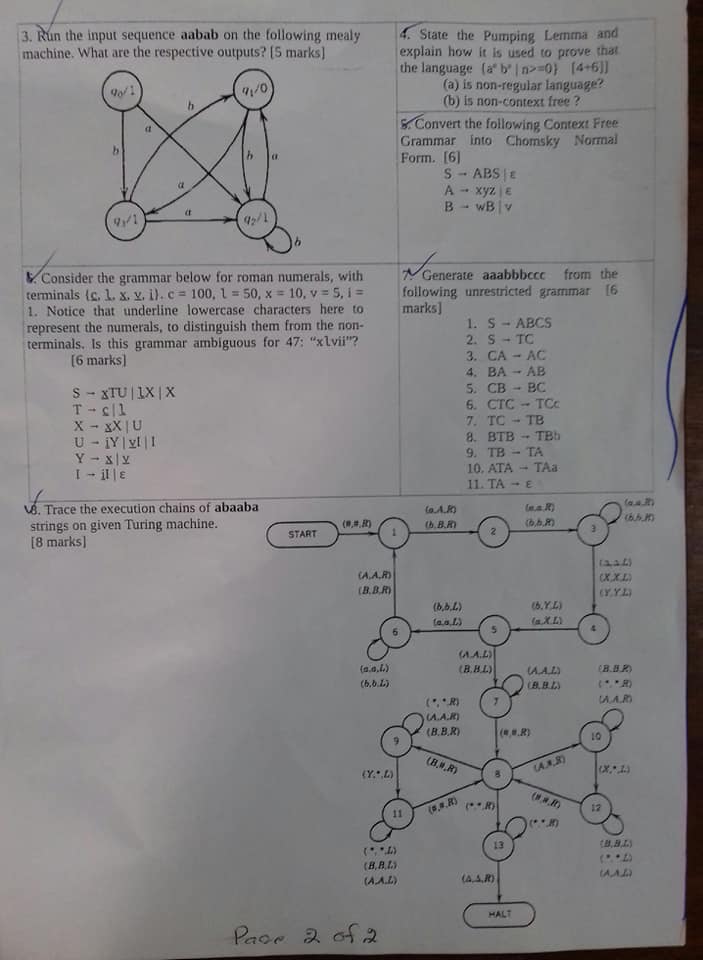 3. Run the input sequence aabab on the following mealy
machine. What are the respective outputs? [5 marks]
q0/1
q1/0
b
a
b
b
a
a
a
q3/1
q2/1
b
4. State the Pumping Lemma and
explain how it is used to prove that
the language {aⁿ bⁿ | n>=0} [4+6]]
(a) is non-regular language?
(b) is non-context free ?
5. Convert the following Context Free
Grammar into Chomsky Normal
Form. [6]
S → ABS | ε
A → xyz | ε
B → wB | v
6. Consider the grammar below for roman numerals, with
terminals {c, l, x, v, i}. c = 100, l = 50, x = 10, v = 5, i =
1. Notice that underline lowercase characters here to
represent the numerals, to distinguish them from the non-
terminals. Is this grammar ambiguous for 47: “xlvii”?
[6 marks]
S → xTU | lX | X
T → c | l
X → xX | U
U → iY | vI | I
Y → x | v
I → iI | ε
7. Generate aaabbbccc from the
following unrestricted grammar [6
marks]
1. S → ABCS
2. S → TC
3. CA → AC
4. BA → AB
5. CB → BC
6. CTC → TCc
7. TC → TB
8. BTB → TBb
9. TB → TA
10. ATA → TAa
11. TA → ε
8. Trace the execution chains of abaaba
strings on given Turing machine.
[8 marks]
START
(#,#,R)
1
(a,A,R)
(b,B,R)
2
(a,a,R)
(b,b,R)
3
(a,a,R)
(b,b,R)
(X,X,L)
(Y,Y,L)
(A,A,R)
(B,B,R)
6
(b,b,L)
(a,a,L)
5
(b,Y,L)
(a,X,L)
4
(a,a,L)
(b,b,L)
(A,A,L)
(B,B,L)
7
(A,A,L)
(B,B,L)
(B,B,R)
(*,*,R)
(A,A,R)
(*,*,R)
(A,A,R)
(B,B,R)
9
(#,#,R)
10
(Y,*,L)
(B,#,R)
8
(A,#,R)
(X,*,L)
11
(#,#,R)
(*,*,R)
(#,#,R)
12
(*,*,L)
(B,B,L)
(A,A,L)
13
(*,*,R)
(B,B,L)
(*,*,L)
(A,A,L)
(Δ,Δ,R)
HALT
Page 2 of 2